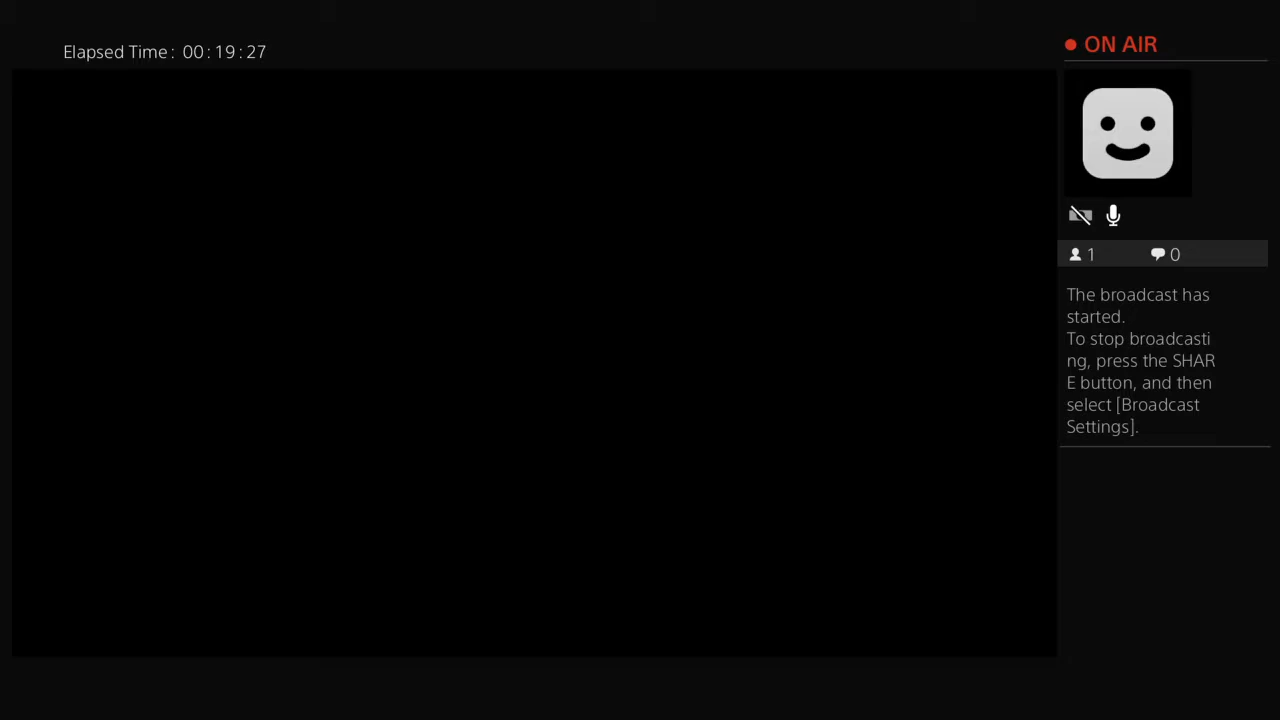 Elapsed Time: 00:19:27
ON AIR
1 0
The broadcast has
started.
To stop broadcasti
ng, press the SHAR
E button, and then
select [Broadcast
Settings].